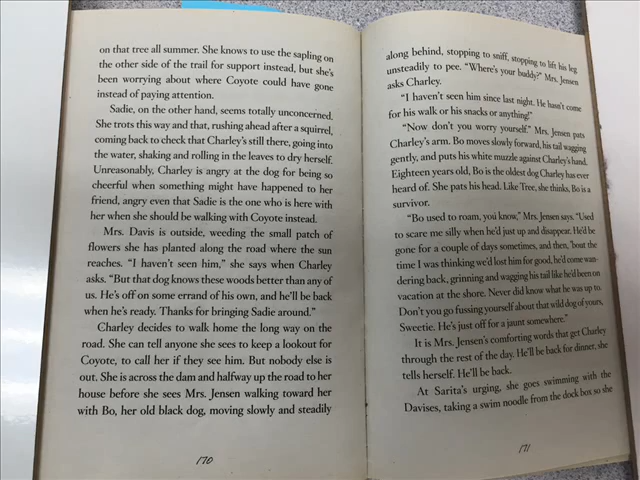 on that tree all summer. She knows to use the sapling on
the other side of the trail for support instead, but she's
been worrying about where Coyote could have gone
instead of paying attention.
Sadie, on the other hand, seems totally unconcerned.
She trots this way and that, rushing ahead after a squirrel,
coming back to check that Charley's still there, going into
the water, shaking and rolling in the leaves to dry herself.
Unreasonably, Charley is angry at the dog for being so
cheerful when something might have happened to her
friend, angry even that Sadie is the one who is here with
her when she should be walking with Coyote instead.
Mrs. Davis is outside, weeding the small patch of
flowers she has planted along the road where the sun
reaches. "I haven't seen him," she says when Charley
asks. "But that dog knows these woods better than any of
us. He's off on some errand of his own, and he'll be back
when he's ready. Thanks for bringing Sadie around."
Charley decides to walk home the long way on the
road. She can tell anyone she sees to keep a lookout for
Coyote, to call her if they see him. But nobody else is
out. She is across the dam and halfway up the road to her
house before she sees Mrs. Jensen walking toward her
with Bo, her old black dog, moving slowly and steadily
170
along behind, stopping to sniff, stopping to lift his leg
unsteadily to pee. "Where's your buddy?" Mrs. Jensen
asks Charley.
"I haven't seen him since last night. He hasn't come
for his walk or his snacks or anything!"
"Now don't you worry yourself." Mrs. Jensen pats
Charley's arm. Bo moves slowly forward, his tail wagging
gently, and puts his white muzzle against Charley's hand.
Eighteen years old, Bo is the oldest dog Charley has ever
heard of. She pats his head. Like Tree, she thinks, Bo is a
survivor.
"Bo used to roam, you know," Mrs. Jensen says. "Used
to scare me silly when he'd just up and disappear. He'd be
gone for a couple of days sometimes, and then, 'bout the
time I was thinking we'd lost him for good, he'd come wan-
dering back, grinning and wagging his tail like he'd been on
vacation at the shore. Never did know what he was up to.
Don't you go fussing yourself about that wild dog of yours,
Sweetie. He's just off for a jaunt somewhere."
It is Mrs. Jensen's comforting words that get Charley
through the rest of the day. He'll be back for dinner, she
tells herself. He'll be back.
At Sarita's urging, she goes swimming with the
Davises, taking a swim noodle from the dock box so she
171